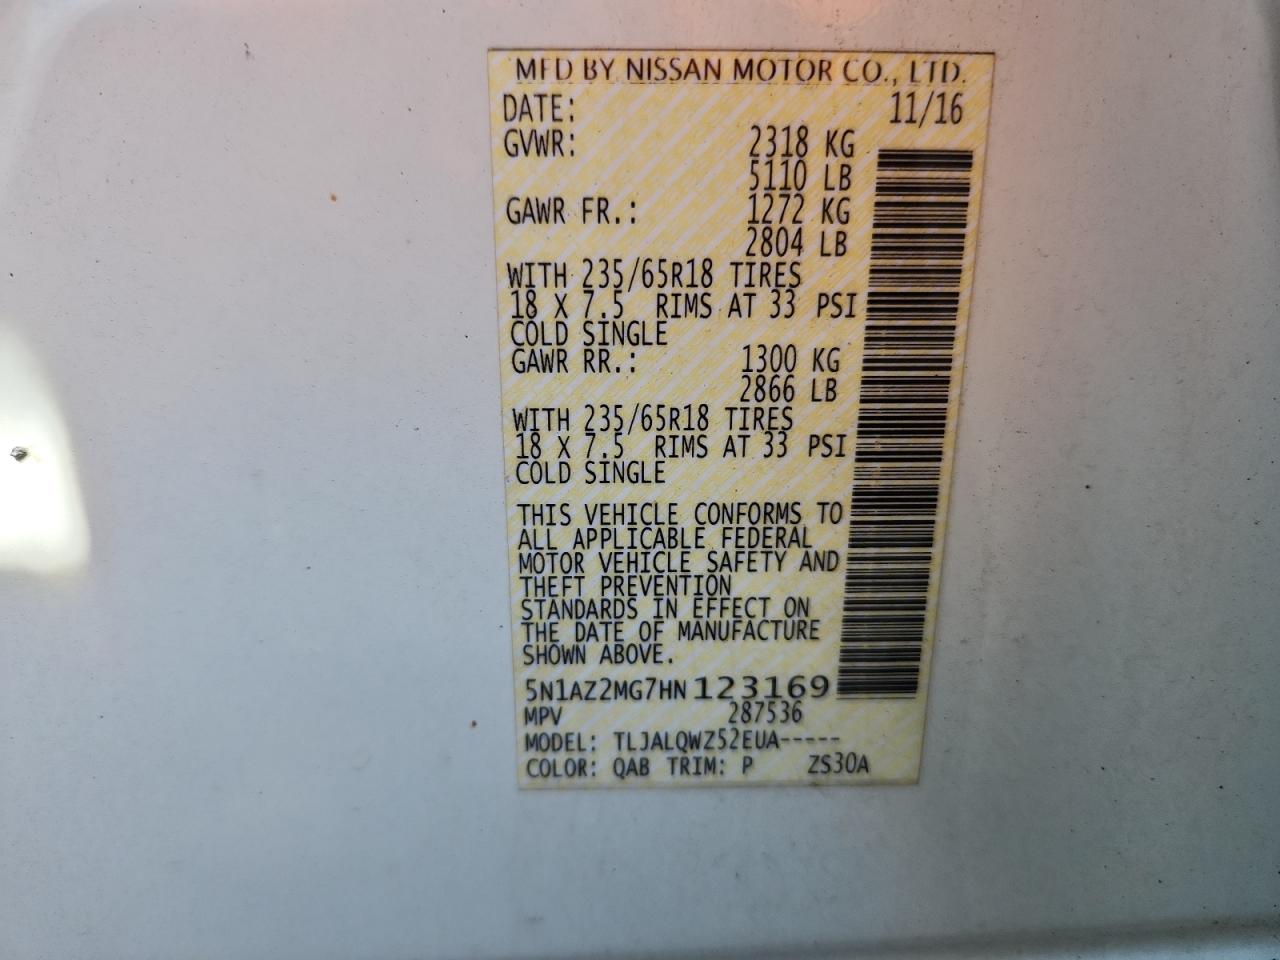 MFD BY NISSAN MOTOR CO., LTD.
DATE: 11/16
GVWR: 2318 KG
5110 LB
GAWR FR.: 1272 KG
2804 LB
WITH 235/65R18 TIRES
18 X 7.5 RIMS AT 33 PSI
COLD SINGLE
GAWR RR.: 1300 KG
2866 LB
WITH 235/65R18 TIRES
18 X 7.5 RIMS AT 33 PSI
COLD SINGLE
THIS VEHICLE CONFORMS TO
ALL APPLICABLE FEDERAL
MOTOR VEHICLE SAFETY AND
THEFT PREVENTION
STANDARDS IN EFFECT ON
THE DATE OF MANUFACTURE
SHOWN ABOVE.
5N1AZ2MG7HN123169
MPV 287536
MODEL: TLJALQWZ52EUA-----
COLOR: QAB TRIM: P ZS30A